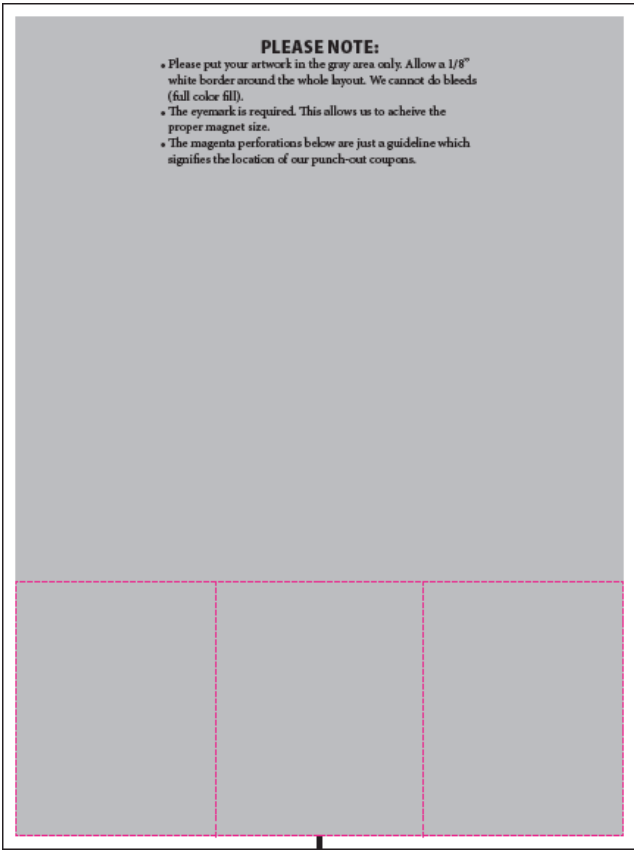 PLEASE NOTE:
• Please put your artwork in the gray area only. Allow a 1/8”
white border around the whole layout. We cannot do bleeds
(full color fill).
• The eyemark is required. This allows us to acheive the
proper magnet size.
• The magenta perforations below are just a guideline which
signifies the location of our punch-out coupons.